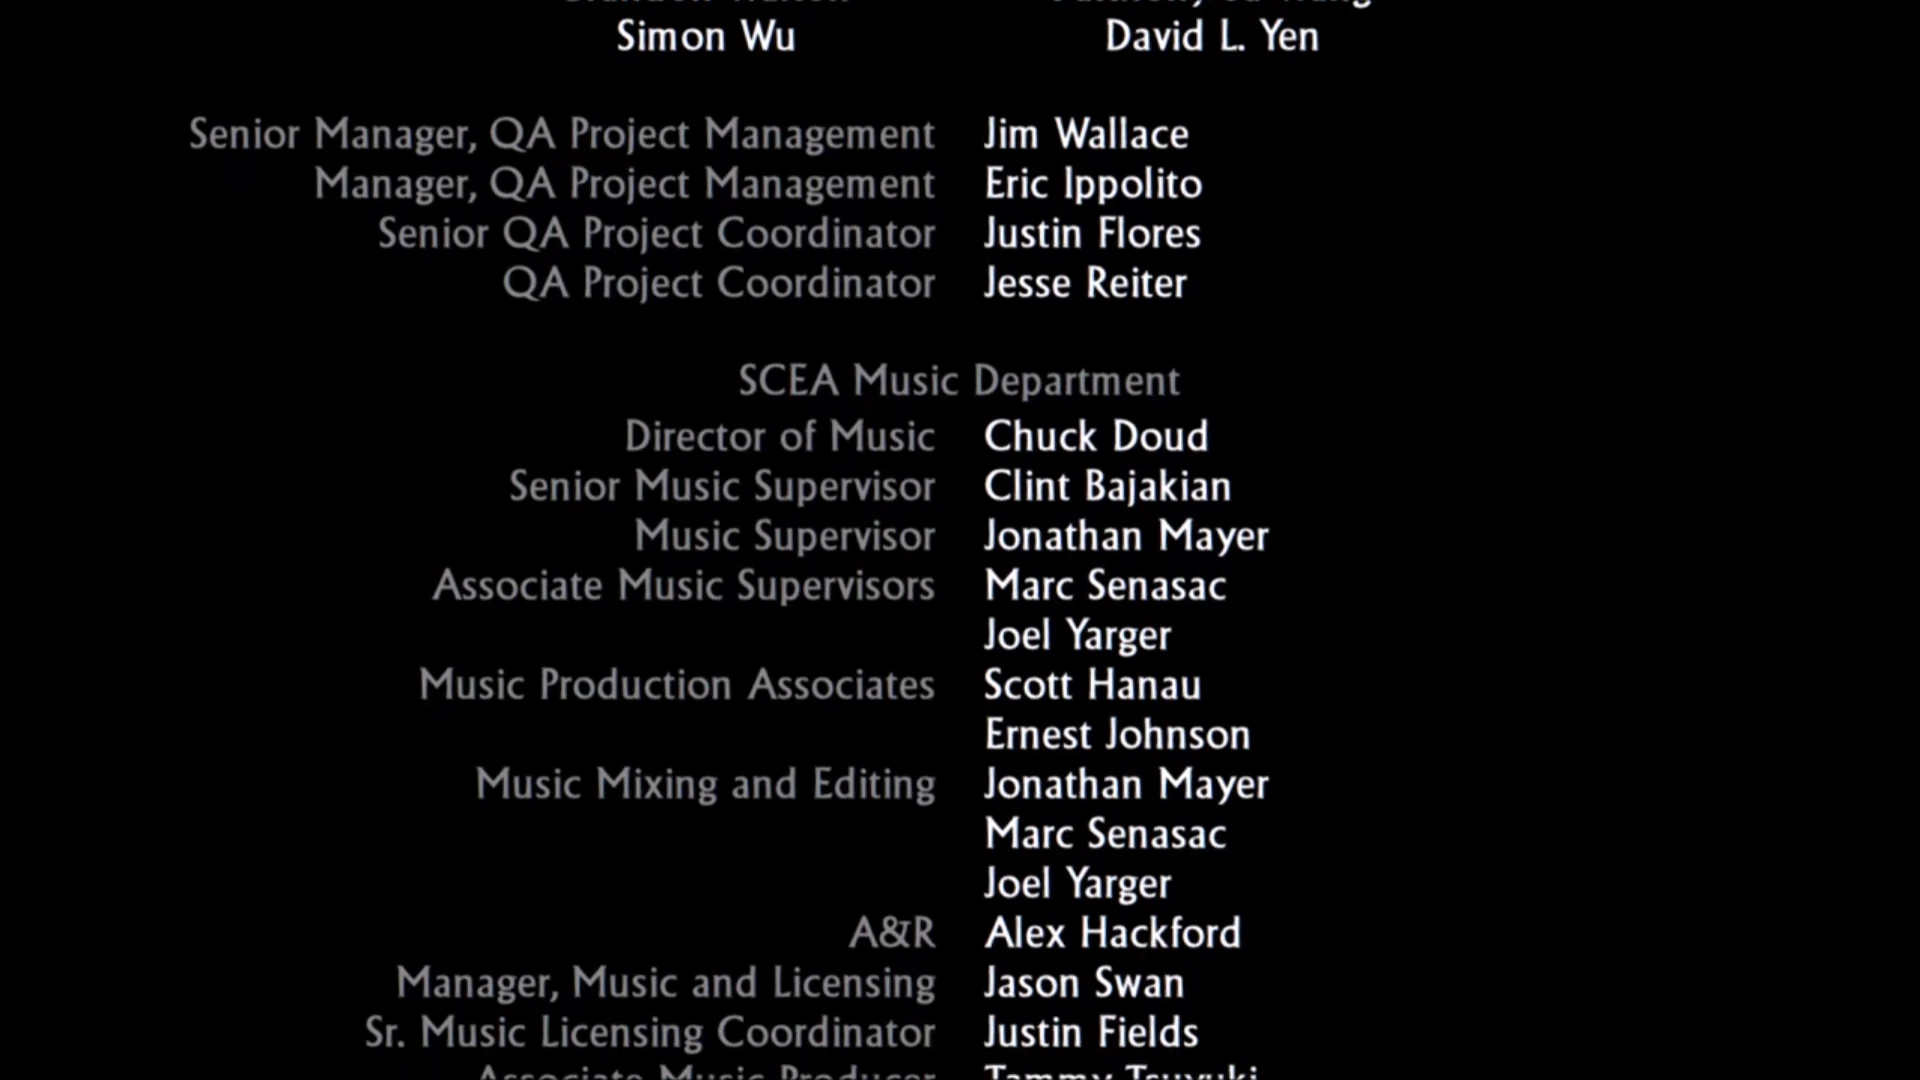 Simon Wu David L. Yen
Senior Manager, QA Project Management Jim Wallace
Manager, QA Project Management Eric Ippolito
Senior QA Project Coordinator Justin Flores
QA Project Coordinator Jesse Reiter
SCEA Music Department
Director of Music Chuck Doud
Senior Music Supervisor Clint Bajakian
Music Supervisor Jonathan Mayer
Associate Music Supervisors Marc Senasac
Joel Yarger
Music Production Associates Scott Hanau
Ernest Johnson
Music Mixing and Editing Jonathan Mayer
Marc Senasac
Joel Yarger
A&R Alex Hackford
Manager, Music and Licensing Jason Swan
Sr. Music Licensing Coordinator Justin Fields
Associate Music Producer Tammy Tsuyuki